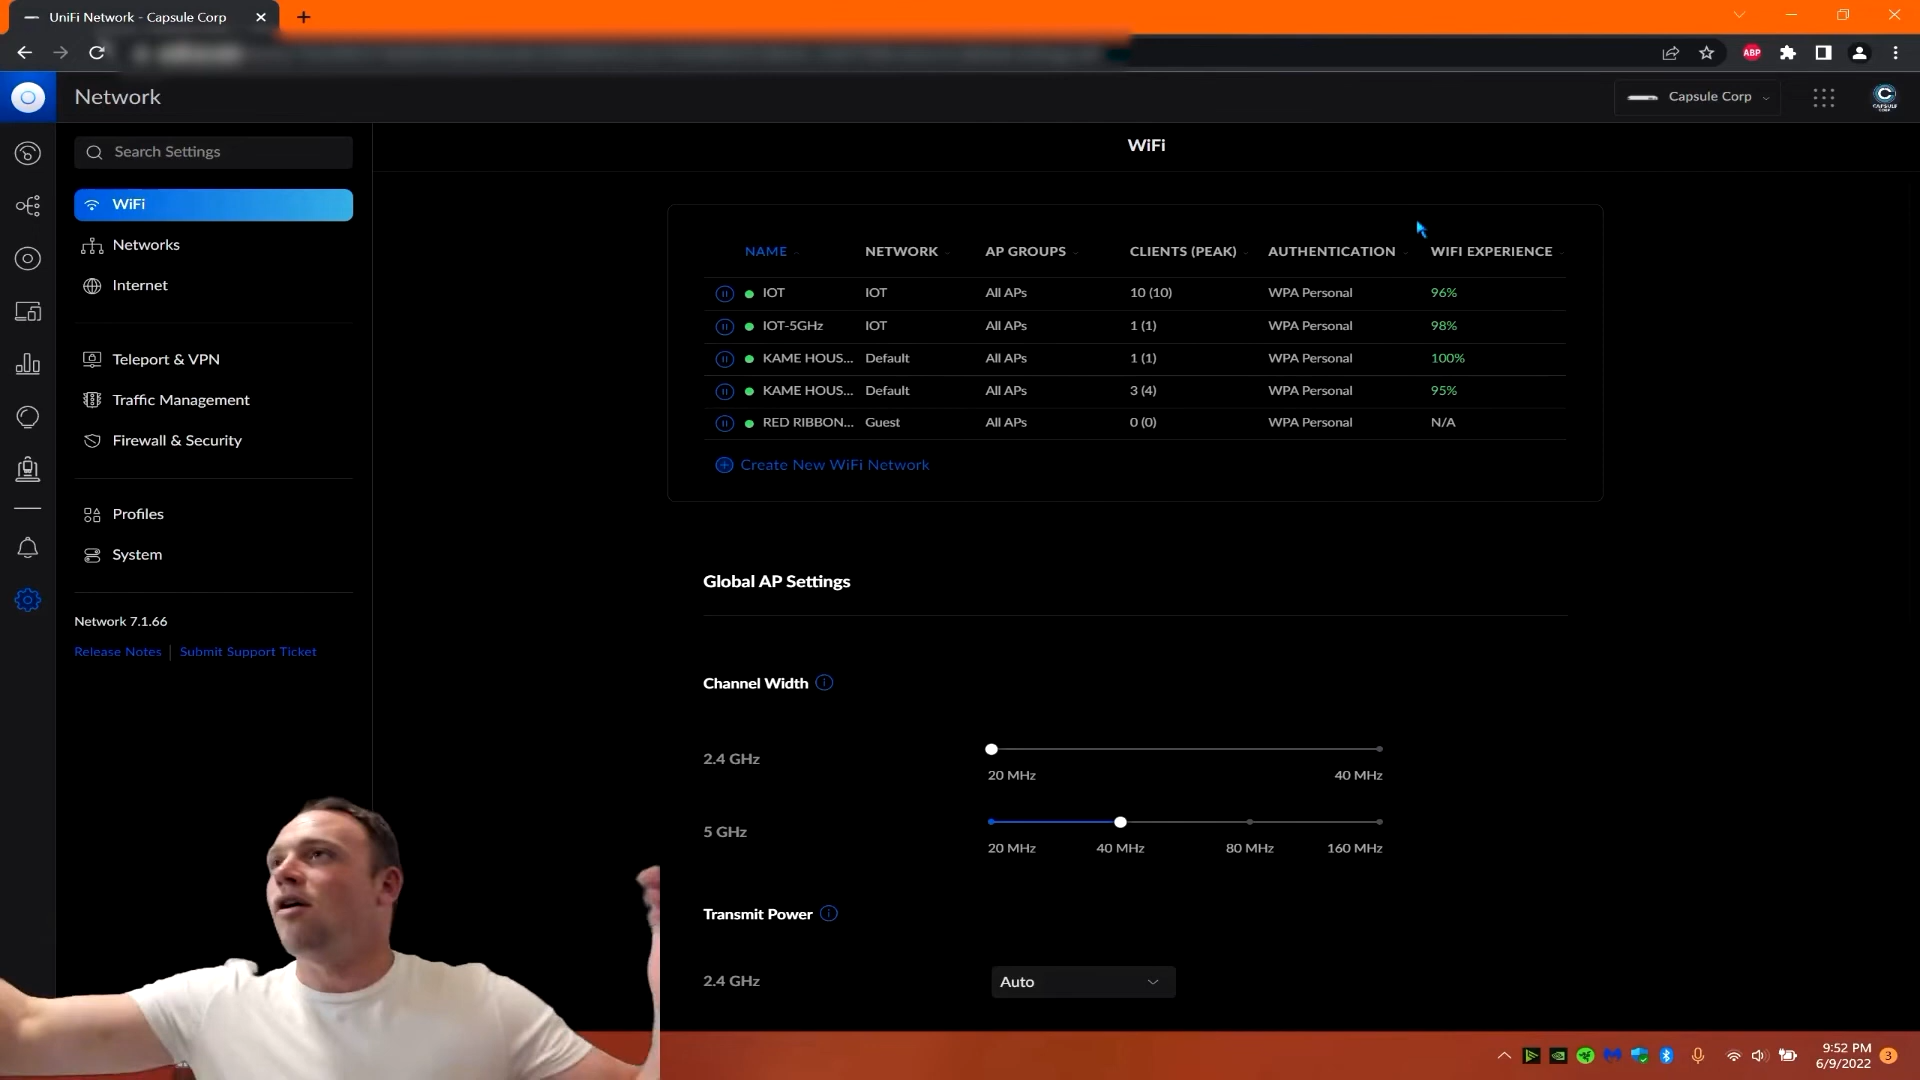 UniFi Network - Capsule Corp
ABP
Network
Capsule Corp
CAPSULE CORP
Search Settings
WiFi
Networks
Internet
Teleport & VPN
Traffic Management
Firewall & Security
Profiles
System
Network 7.1.66
Release Notes | Submit Support Ticket
WiFi
NAME NETWORK AP GROUPS CLIENTS (PEAK) AUTHENTICATION WIFI EXPERIENCE
IOT IOT All APs 10 (10) WPA Personal 96%
IOT-5GHz IOT All APs 1 (1) WPA Personal 98%
KAME HOUS... Default All APs 1 (1) WPA Personal 100%
KAME HOUS... Default All APs 3 (4) WPA Personal 95%
RED RIBBON... Guest All APs 0 (0) WPA Personal N/A
Create New WiFi Network
Global AP Settings
Channel Width
2.4 GHz
20 MHz 40 MHz
5 GHz
20 MHz 40 MHz 80 MHz 160 MHz
Transmit Power
2.4 GHz Auto
9:52 PM
6/9/2022
3